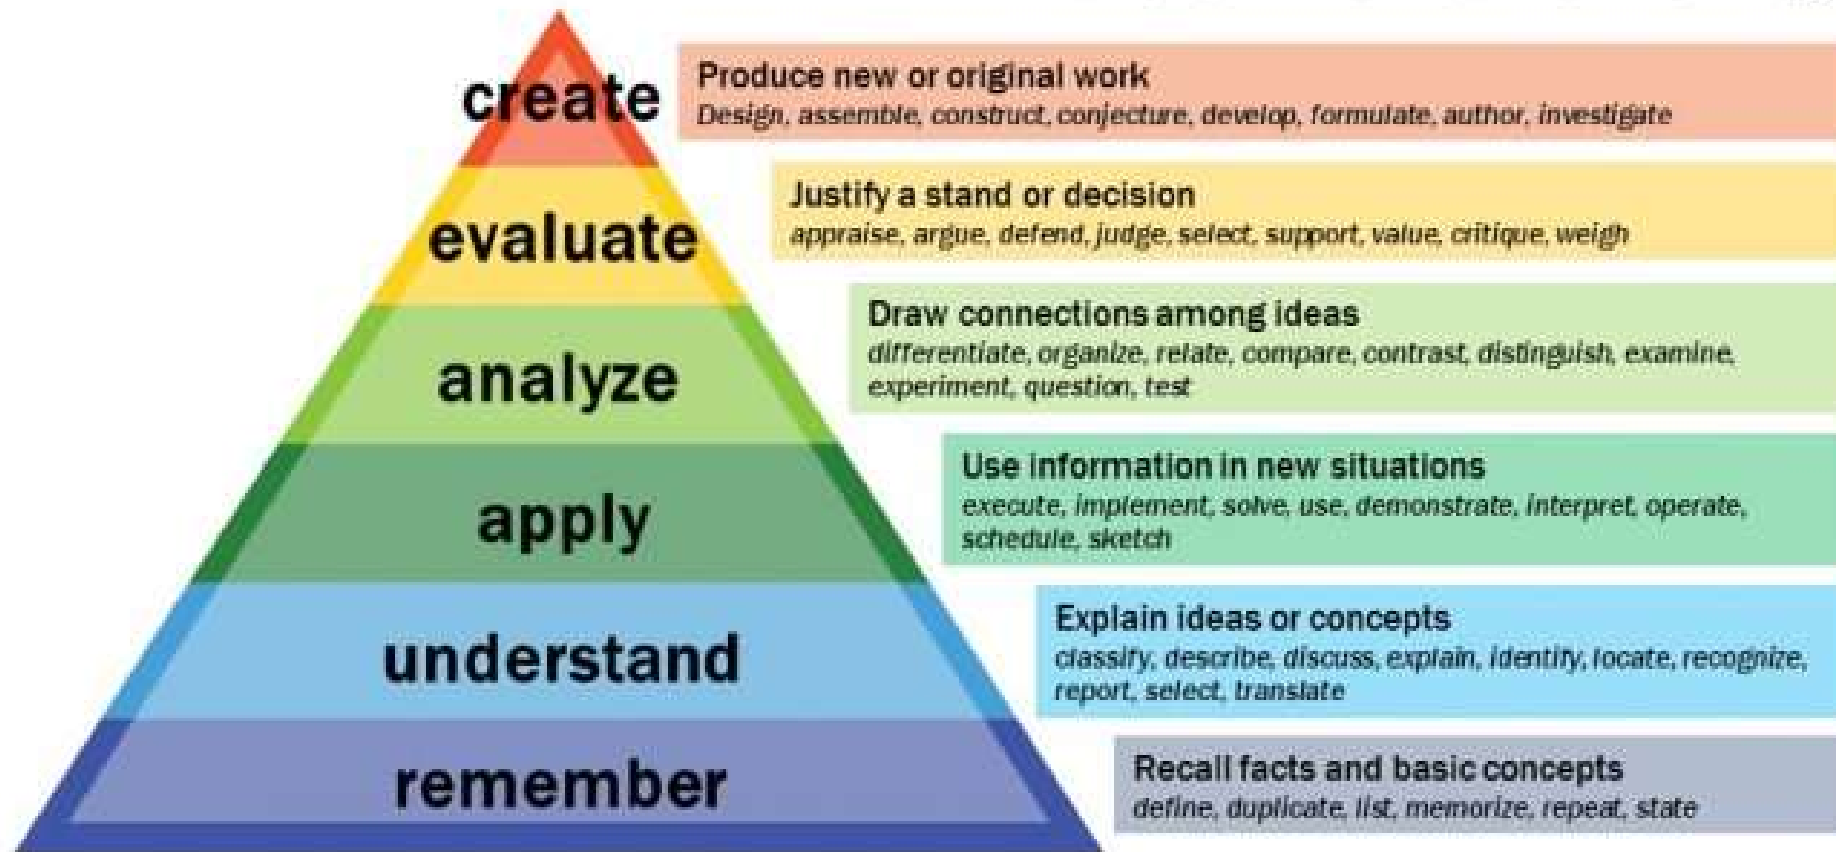 create
Produce new or original work
Design, assemble, construct, conjecture, develop, formulate, author, investigate
evaluate
Justify a stand or decision
appraise, argue, defend, judge, select, support, value, critique, weigh
analyze
Draw connections among ideas
differentiate, organize, relate, compare, contrast, distinguish, examine,
experiment, question, test
apply
Use information in new situations
execute, implement, solve, use, demonstrate, interpret, operate,
schedule, sketch
understand
Explain ideas or concepts
classify, describe, discuss, explain, identify, locate, recognize,
report, select, translate
remember
Recall facts and basic concepts
define, duplicate, list, memorize, repeat, state